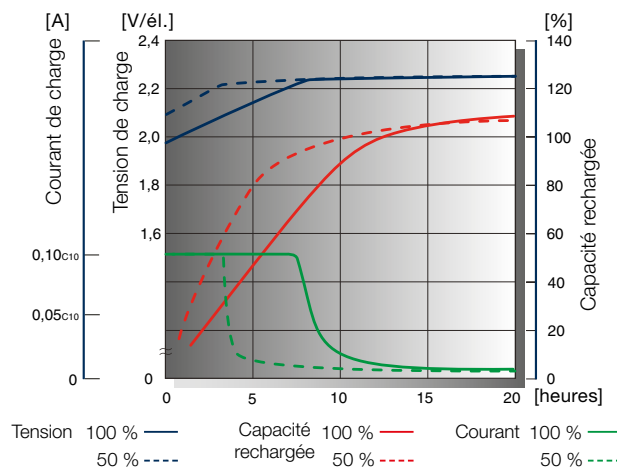 [A] [V/él.] [%]
Courant de charge
Tension de charge
Capacité rechargée
0,10C10
0,05C10
0
2,4
2,2
2,0
1,8
1,6
0
140
120
100
80
60
40
20
0
0 5 10 15 20
[heures]
Tension 100 %
50 %
Capacité rechargée 100 %
50 %
Courant 100 %
50 %